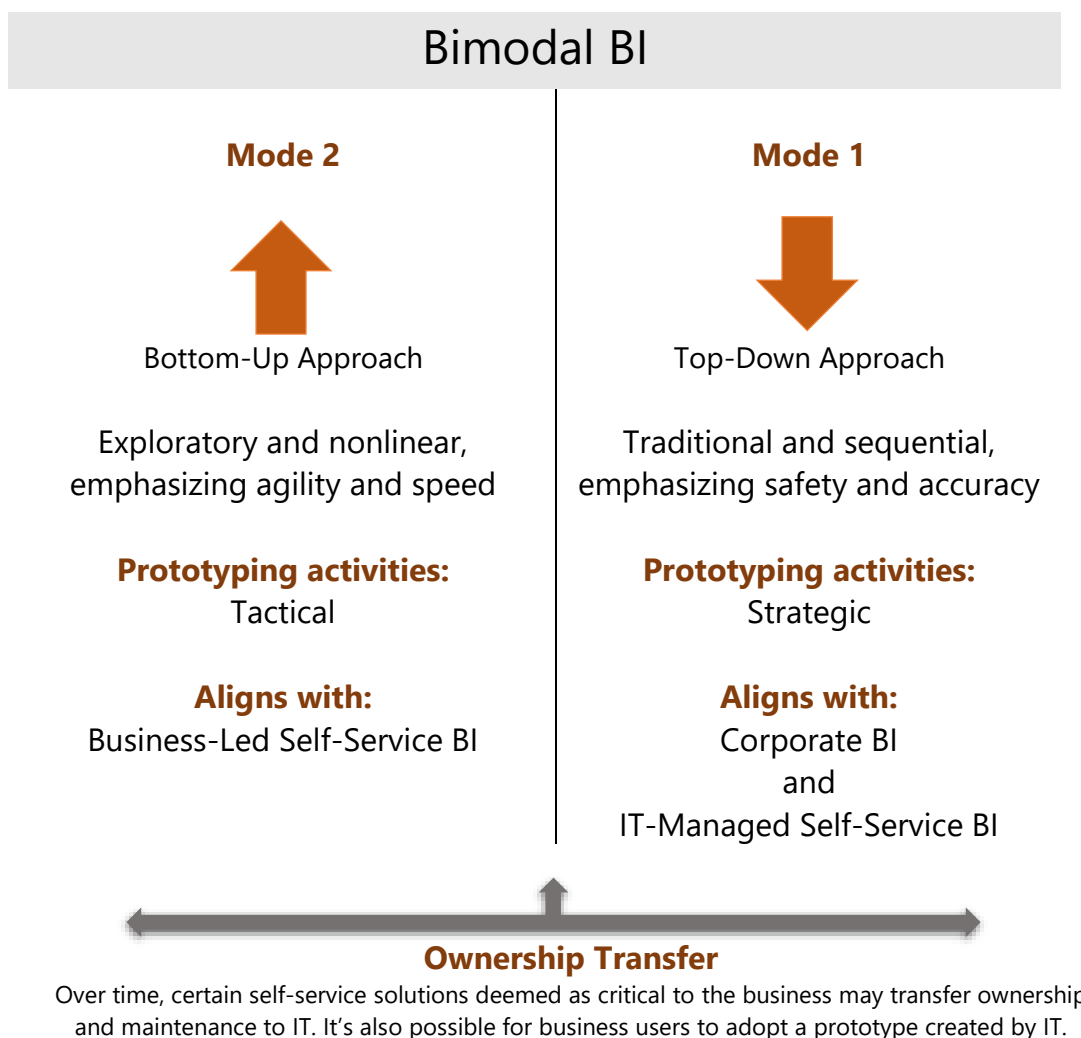 Bimodal BI
Mode 2
Bottom-Up Approach
Exploratory and nonlinear,
emphasizing agility and speed
Prototyping activities:
Tactical
Aligns with:
Business-Led Self-Service BI
Mode 1
Top-Down Approach
Traditional and sequential,
emphasizing safety and accuracy
Prototyping activities:
Strategic
Aligns with:
Corporate BI
and
IT-Managed Self-Service BI
Ownership Transfer
Over time, certain self-service solutions deemed as critical to the business may transfer ownership
and maintenance to IT. It’s also possible for business users to adopt a prototype created by IT.